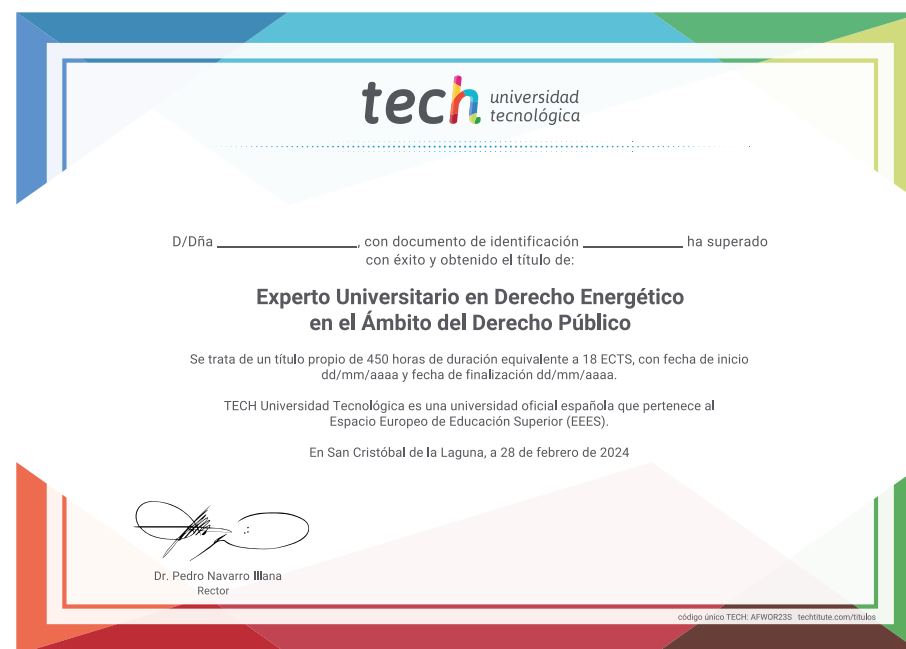 tech universidad
tecnológica
D/Dña ______________, con documento de identificación __________ ha superado
con éxito y obtenido el título de:
Experto Universitario en Derecho Energético
en el Ámbito del Derecho Público
Se trata de un título propio de 450 horas de duración equivalente a 18 ECTS, con fecha de inicio
dd/mm/aaaa y fecha de finalización dd/mm/aaaa.
TECH Universidad Tecnológica es una universidad oficial española que pertenece al
Espacio Europeo de Educación Superior (EEES).
En San Cristóbal de la Laguna, a 28 de febrero de 2024
Dr. Pedro Navarro Illana
Rector
código único TECH: AFWOR23S techtitute.com/titulos